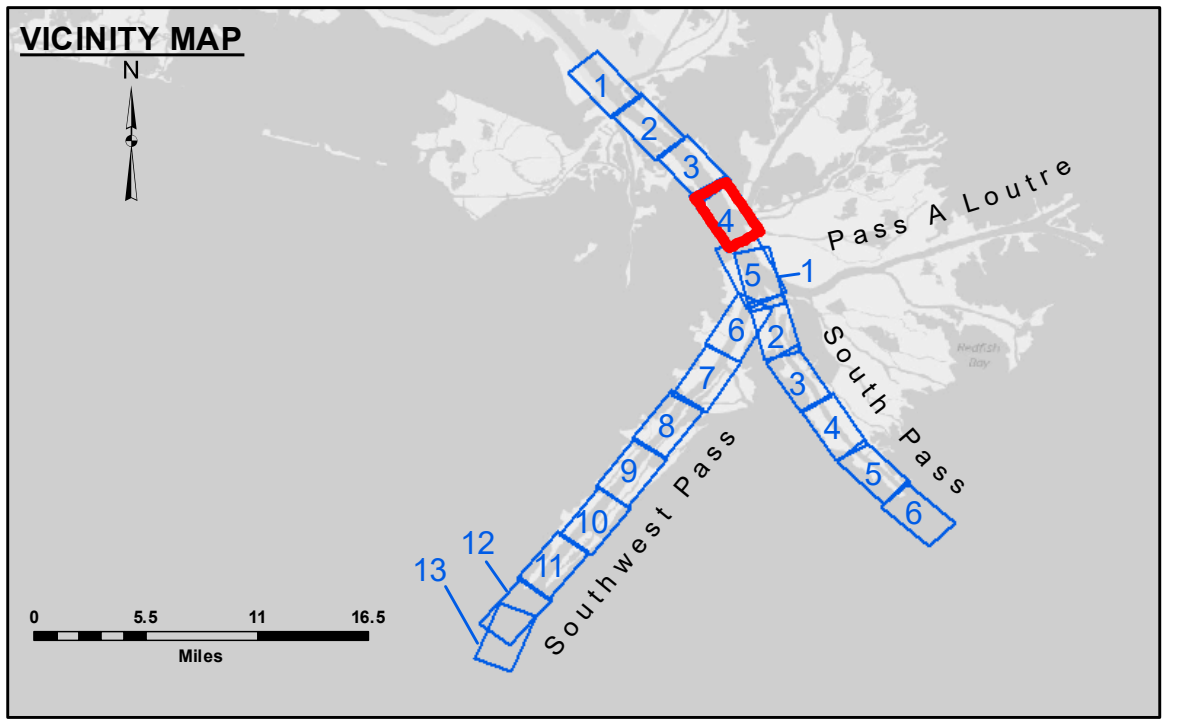 VICINITY MAP
N
1
2
3
4
5
1
6
2
7
3
8
4
9
5
10
6
11
12
13
Pass A Loutre
South Pass
Redfish
Bay
Southwest Pass
0 5.5 11 16.5
Miles